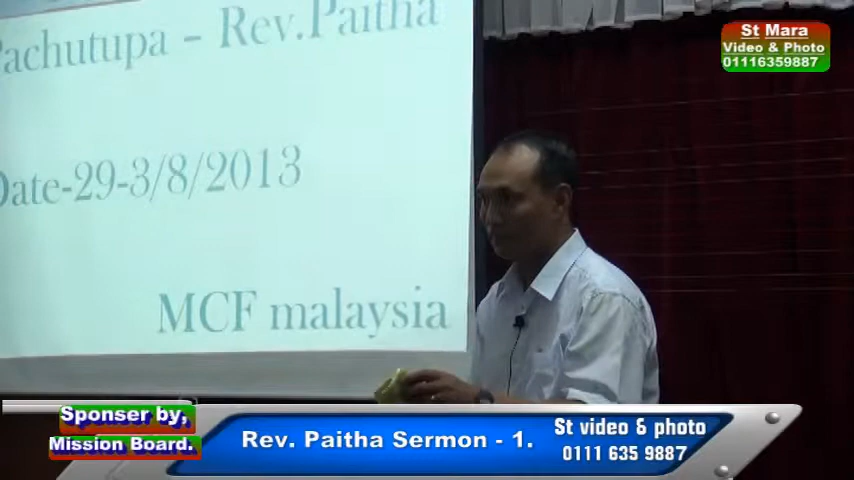 Pachutupa – Rev.Paitha
Date-29-3/8/2013
MCF malaysia
St Mara
Video & Photo
01116359887
Sponser by,
Mission Board.
Rev. Paitha Sermon - 1.
St video & photo
0111 635 9887